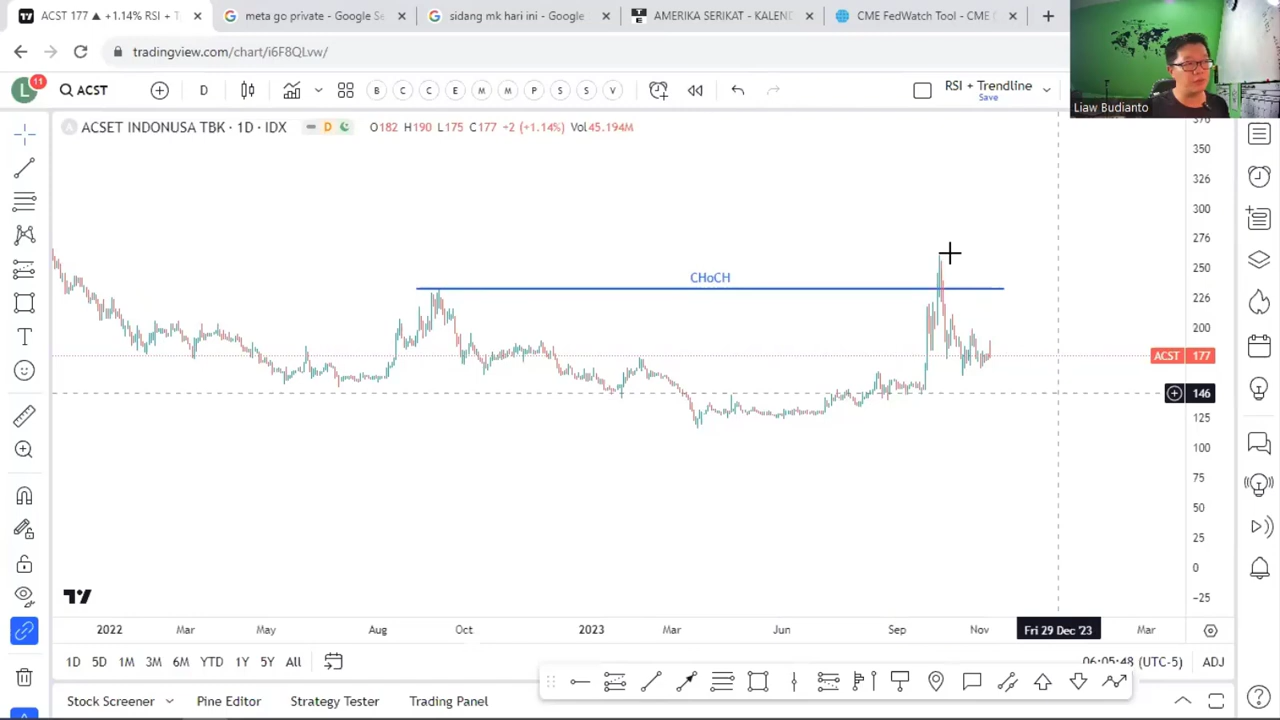 ACST 177 ▲ +1.14% RSI + T
meta go private - Google Se
sidang mk hari ini - Google
AMERIKA SERIKAT - KALEN
CME FedWatch Tool - CME
tradingview.com/chart/i6F8QLvw/
L
11
ACST
D
B
C
C
E
M
M
P
S
S
V
RSI + Trendline
Save
Liaw Budianto
ACSET INDONUSA TBK · 1D · IDX
D
O182 H190 L175 C177 +2 (+1.14%) Vol45.194M
CHoCH
376
350
326
300
276
250
226
200
ACST 177
146
125
100
75
50
25
0
−25
2022
Mar
May
Aug
Oct
2023
Mar
Jun
Sep
Nov
Fri 29 Dec '23
Mar
1D
5D
1M
3M
6M
YTD
1Y
5Y
All
06:05:48 (UTC-5)
ADJ
Stock Screener
Pine Editor
Strategy Tester
Trading Panel